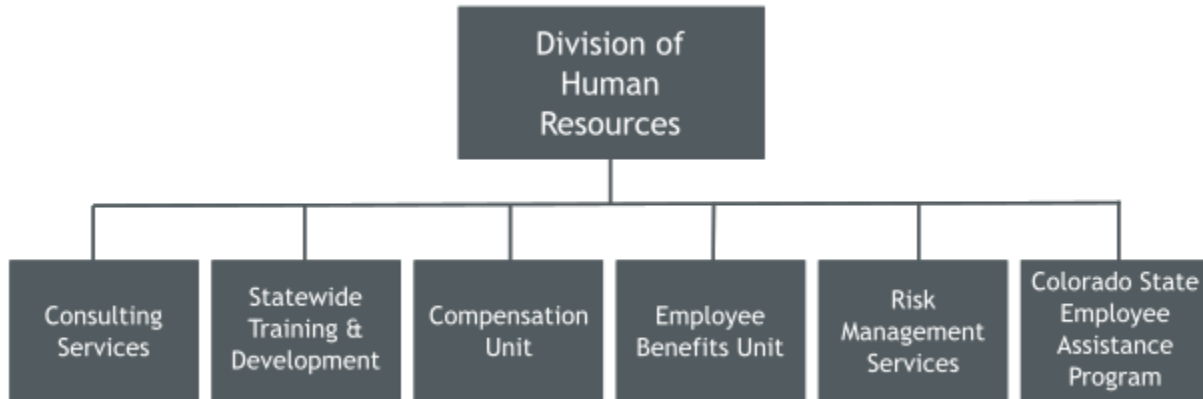 Division of
Human
Resources
Consulting
Services
Statewide
Training &
Development
Compensation
Unit
Employee
Benefits Unit
Risk
Management
Services
Colorado State
Employee
Assistance
Program